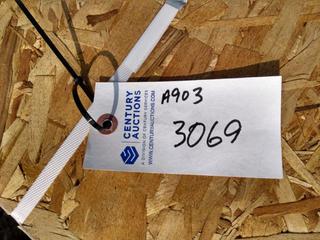 A903
3069
CENTURY
AUCTIONS
A DIVISION OF CENTURY SERVICES
WWW.CENTURYAUCTIONS.COM